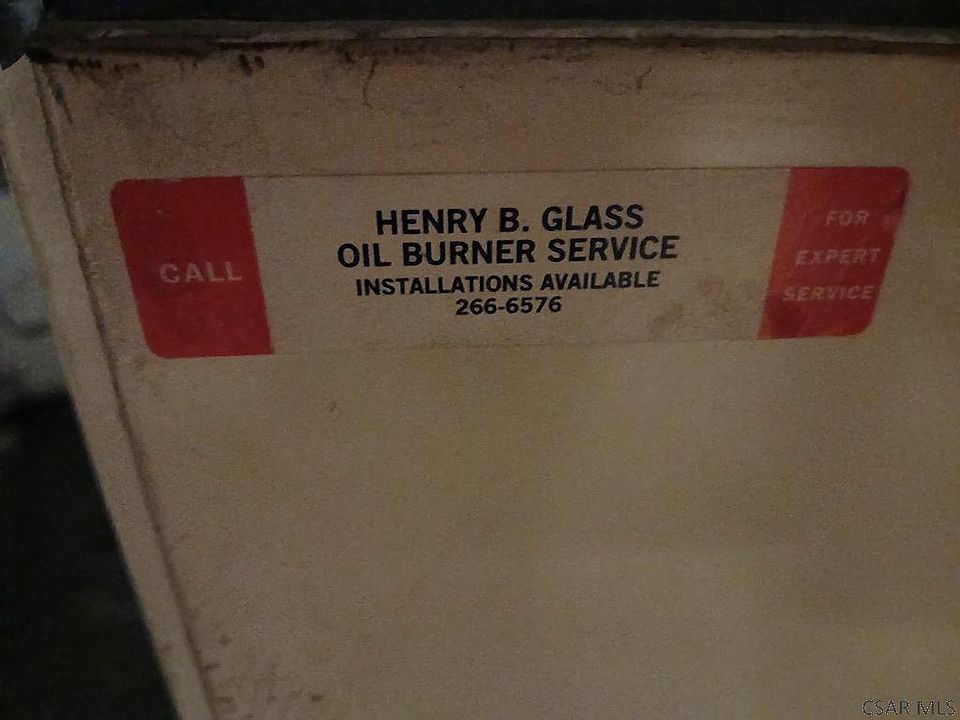 CALL
HENRY B. GLASS
OIL BURNER SERVICE
INSTALLATIONS AVAILABLE
266-6576
FOR
EXPERT
SERVICE
CSAR MLS